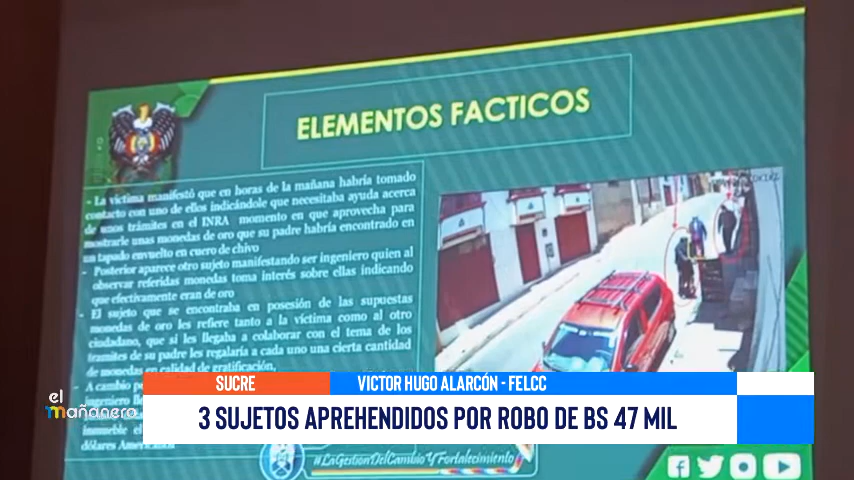 ELEMENTOS FACTICOS
- La víctima manifestó que en horas de la mañana habría tomado
contacto con uno de ellos indicándole que necesitaba ayuda acerca
de unos trámites en el INRA momento en que aprovecha para
mostrarle unas monedas de oro que su padre habría encontrado en
un tapado envuelto en cuero de chivo
- Posterior aparece otro sujeto manifestando ser ingeniero quien al
observar referidas monedas toma interés sobre ellas indicando
que efectivamente eran de oro
- El sujeto que se encontraba en posesión de las supuestas
monedas de oro les refiere tanto a la víctima como al otro
ciudadano, que si les llegaba a colaborar con el tema de los
tramites de su padre les regalaría a cada uno una cierta cantidad
de monedas en calidad de gratificación,
- A cambio
ingeniero
inmueble el
dólares Americanos
el
mañanero
SUCRE
VICTOR HUGO ALARCÓN - FELCC
3 SUJETOS APREHENDIDOS POR ROBO DE BS 47 MIL
#LaGestionDelCambioYFortalecimiento